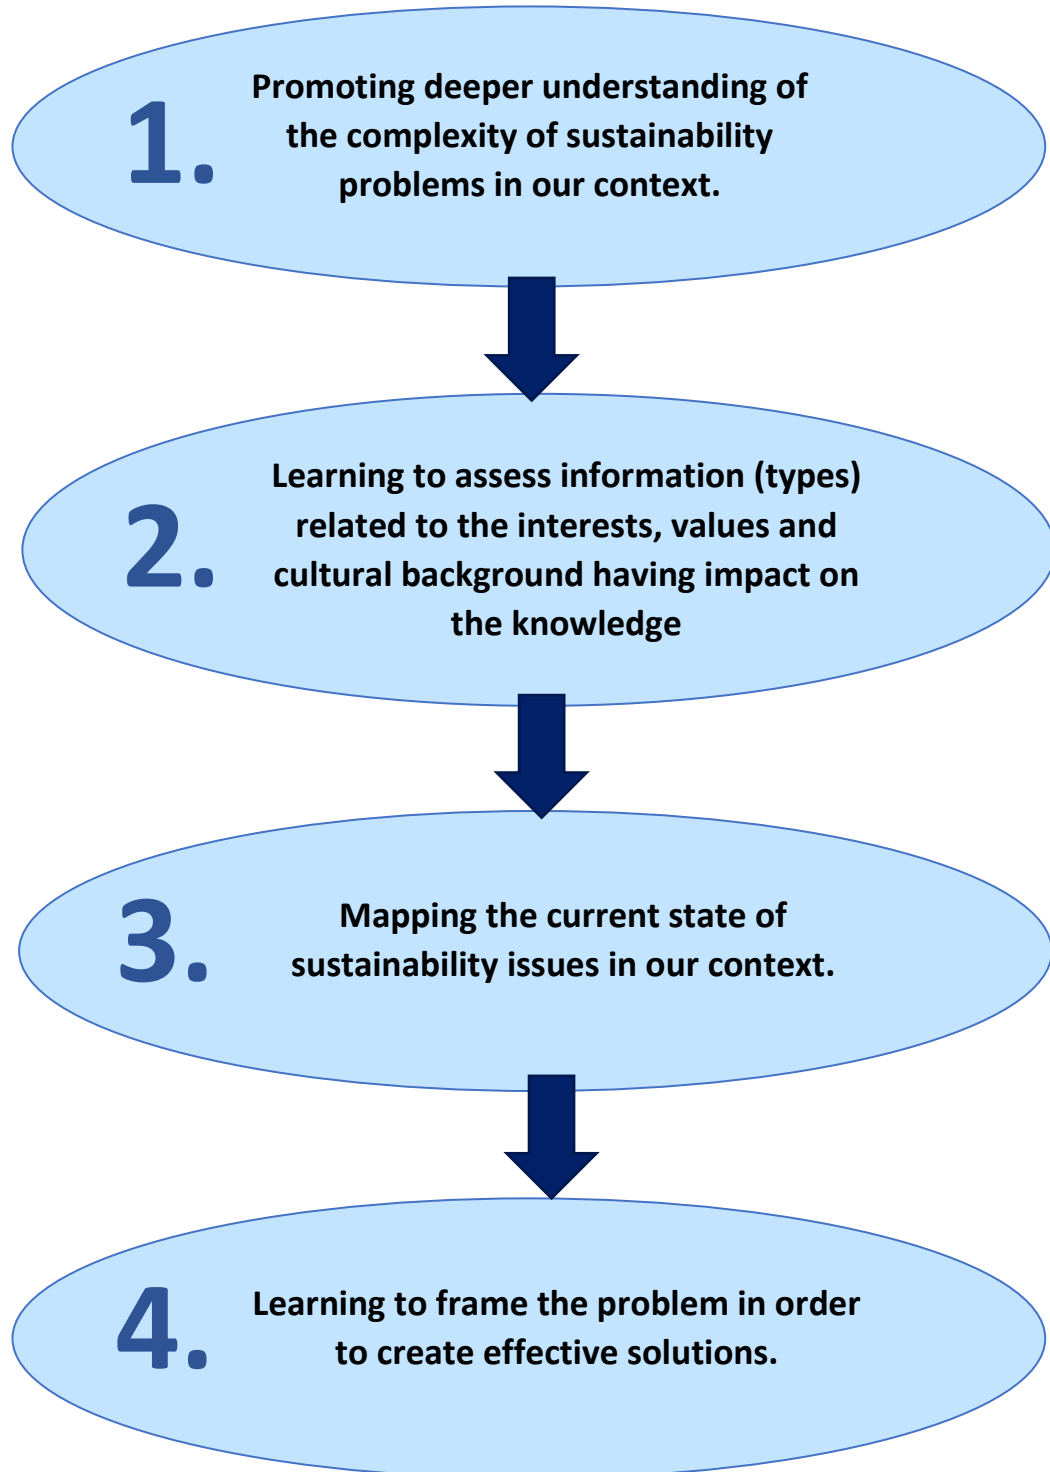 1.
Promoting deeper understanding of
the complexity of sustainability
problems in our context.
2.
Learning to assess information (types)
related to the interests, values and
cultural background having impact on
the knowledge
3.
Mapping the current state of
sustainability issues in our context.
4.
Learning to frame the problem in order
to create effective solutions.